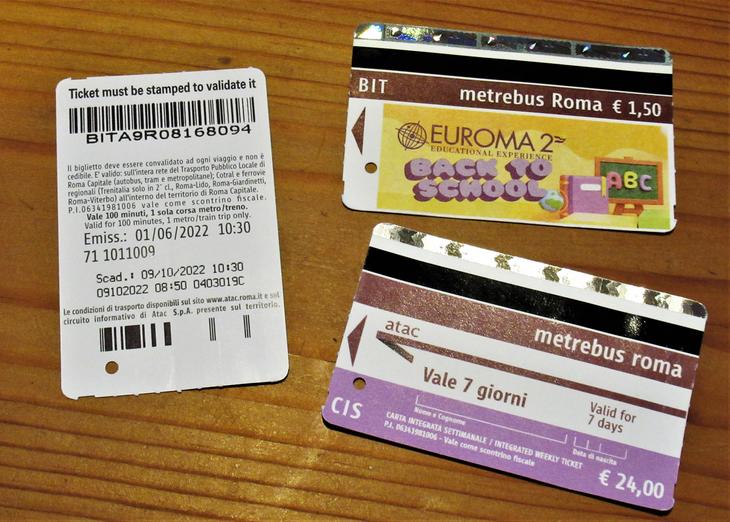 Ticket must be stamped to validate it
BITA9R08168094
Il biglietto deve essere convalidato ad ogni viaggio e non è
cedibile. E' valido: sull'intera rete del Trasporto Pubblico Locale di
Roma Capitale (autobus, tram e metropolitane); Cotral e ferrovie
regionali (Trenitalia solo in 2° cl., Roma-Lido, Roma-Giardinetti,
Roma-Viterbo) all'interno del territorio di Roma Capitale.
P.I.06341981006 vale come scontrino fiscale.
Vale 100 minuti, 1 sola corsa metro/treno.
Valid for 100 minutes, 1 metro/train trip only.
Emiss.: 01/06/2022 10:30
71 1011009
Scad.: 09/10/2022 10:30
09102022 08:50 0403019C
Le condizioni di trasporto disponibili sul sito www.atac.roma.it e sul
circuito informativo di Atac S.p.A. presente sul territorio.
BIT metrebus Roma € 1,50
EUROMA 2
EDUCATIONAL EXPERIENCE
BACK TO
SCHOOL
ABC
metrebus roma
atac
Vale 7 giorni
Valid for
7 days
Nome e Cognome
Data di nascita
CIS
CARTA INTEGRATA SETTIMANALE / INTEGRATED WEEKLY TICKET
P.I. 06341981006 - Vale come scontrino fiscale
€ 24,00